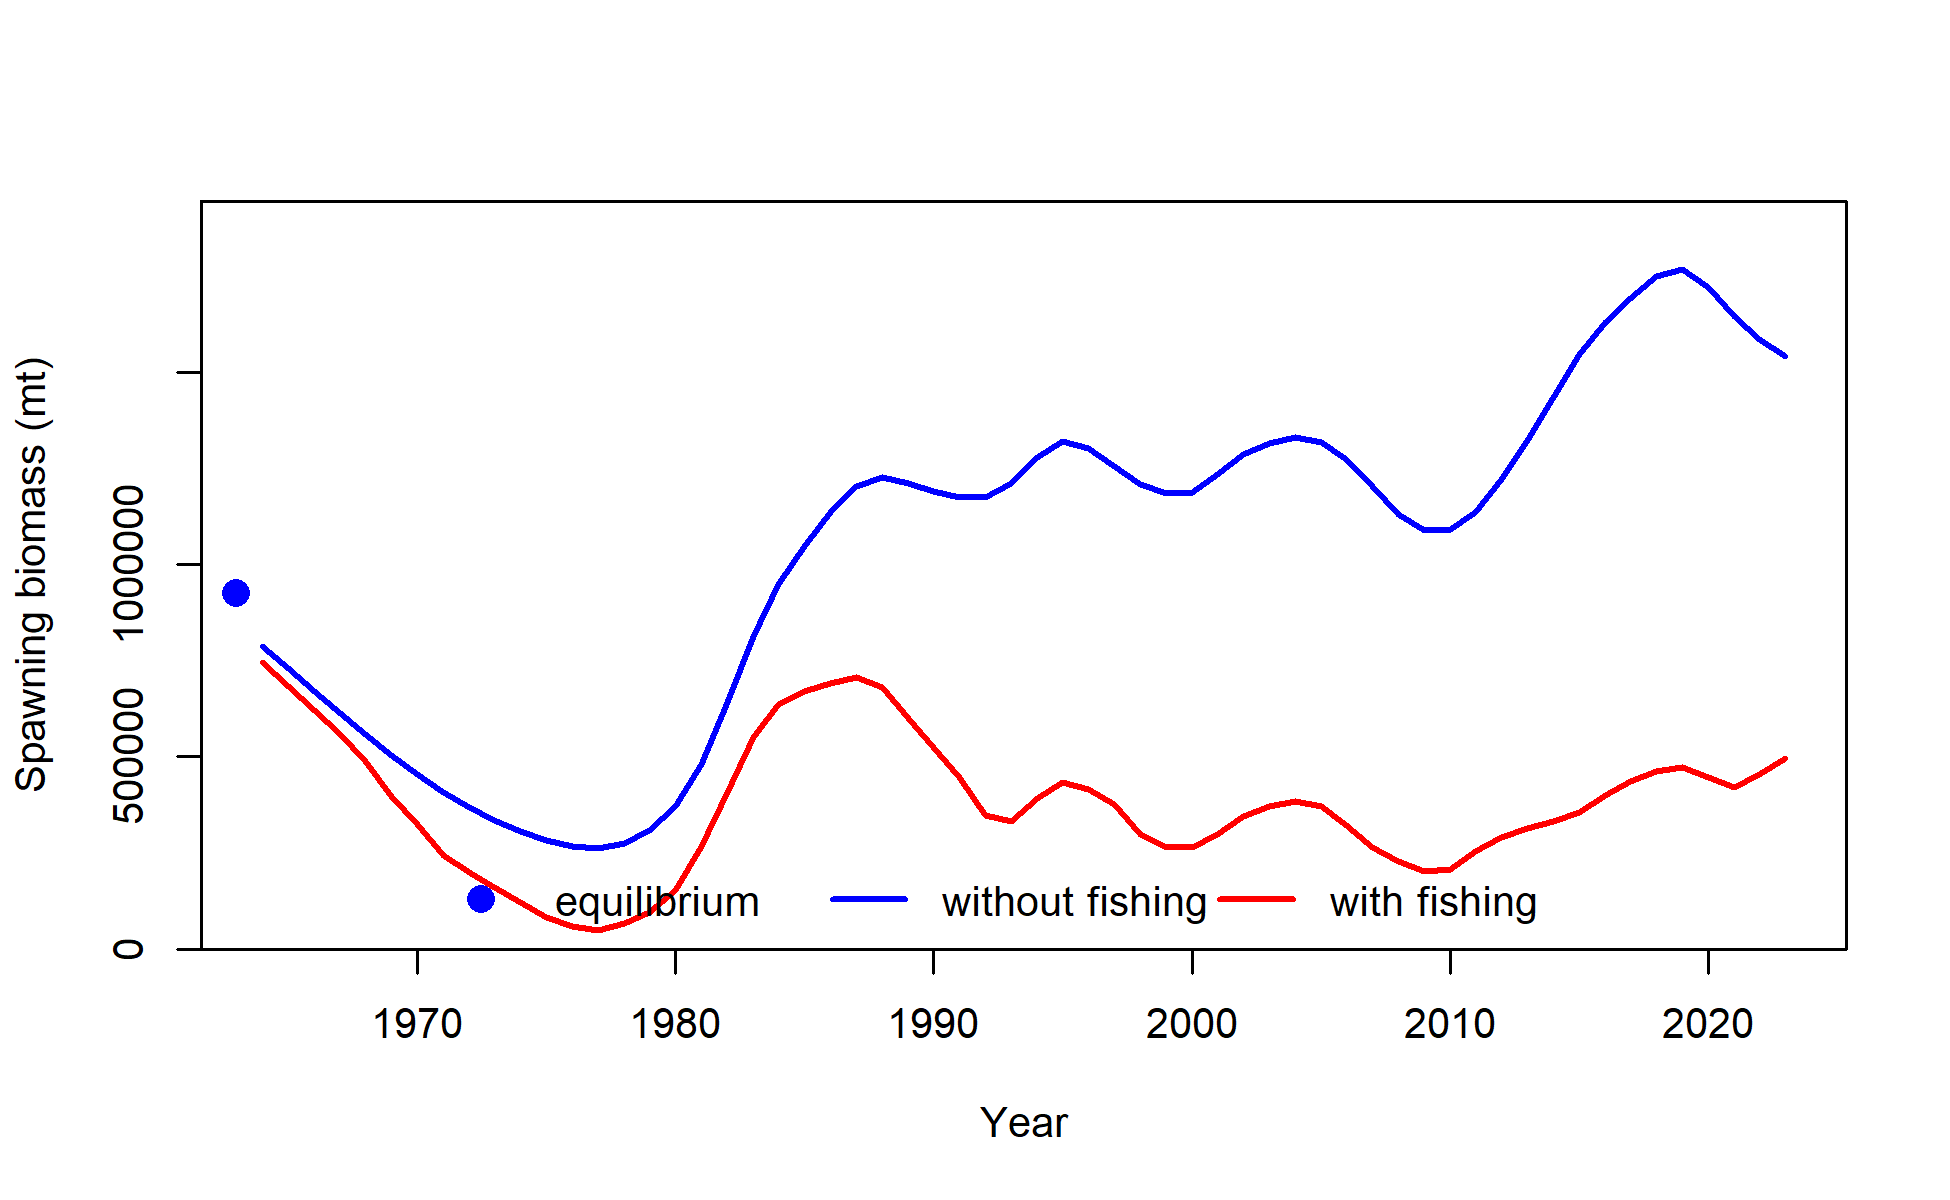 Spawning biomass (mt)
1000000
500000
0
equilibrium without fishing with fishing
1970 1980 1990 2000 2010 2020
Year